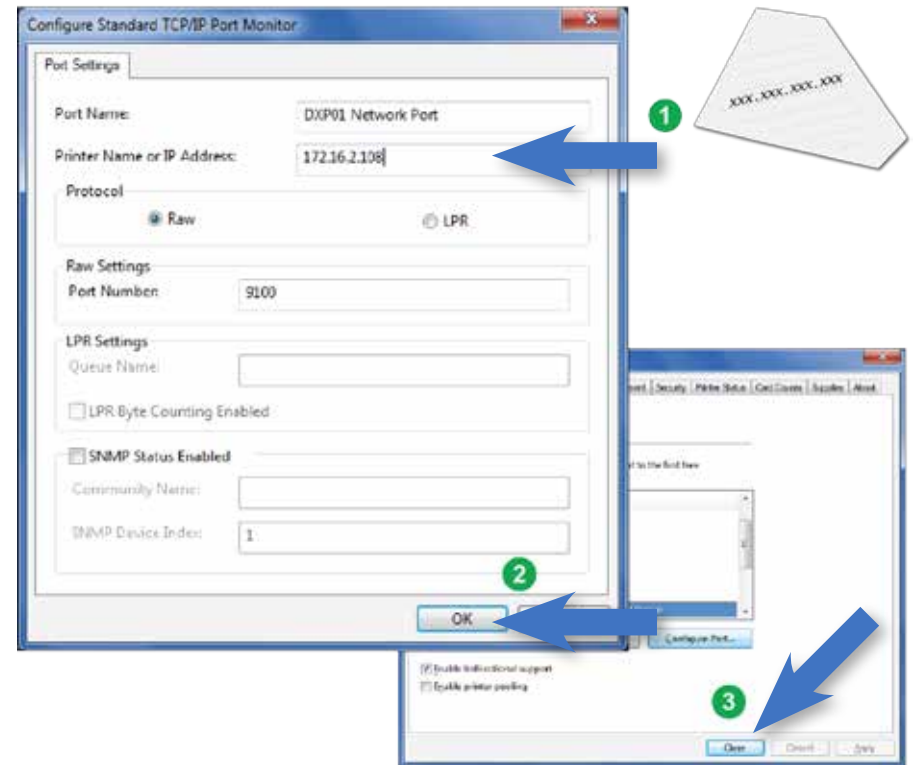 Configure Standard TCP/IP Port Monitor
Port Settings
Port Name:
DXP01 Network Port
1
xxx.xxx.xxx.xxx
Printer Name or IP Address:
172.16.2.108
Protocol
Raw
LPR
Raw Settings
Port Number:
9100
LPR Settings
Queue Name:
LPR Byte Counting Enabled
Security
Printer Status
Card Counts
Supplies
About
SNMP Status Enabled
Community Name:
SNMP Device Index:
1
2
OK
Configure Port...
Enable bidirectional support
Enable printer pooling
3
Close
Cancel
Apply